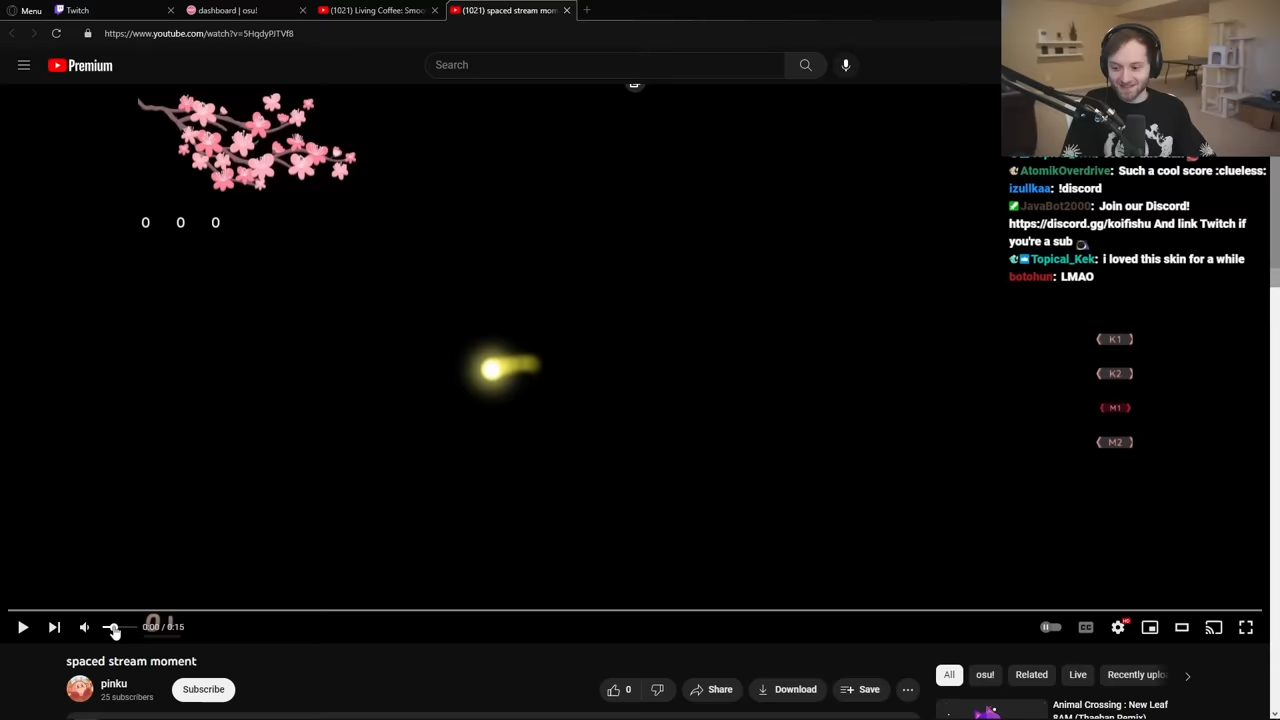 Menu
Twitch
dashboard | osu!
(1021) Living Coffee: Smoo
(1021) spaced stream mom
https://www.youtube.com/watch?v=5HqdyPJTVf8
Premium
Search
AtomikOverdrive: Such a cool score :clueless:
izullkaa: !discord
JavaBot2000: Join our Discord!
https://discord.gg/koifishu And link Twitch if
you're a sub
Topical_Kek: i loved this skin for a while
botohun: LMAO
0 0 0
K1
K2
M1
M2
0:00 / 0:15
CC
HD
spaced stream moment
pinku
25 subscribers
Subscribe
0
Share
Download
Save
All
osu!
Related
Live
Recently uplo
Animal Crossing : New Leaf
8AM (Thaehan Remix)